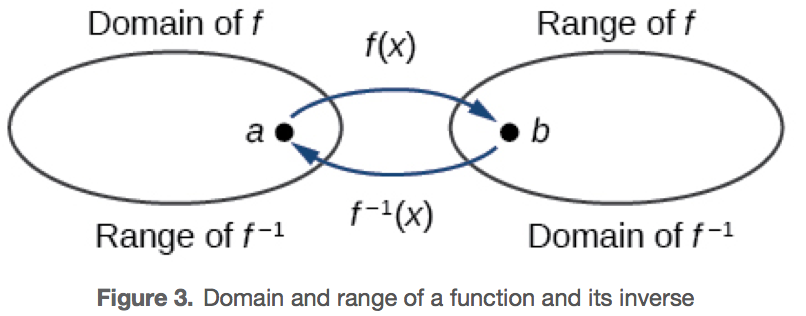 Domain of f
Range of f
f(x)
a
b
f⁻¹(x)
Range of f⁻¹
Domain of f⁻¹
Figure 3. Domain and range of a function and its inverse